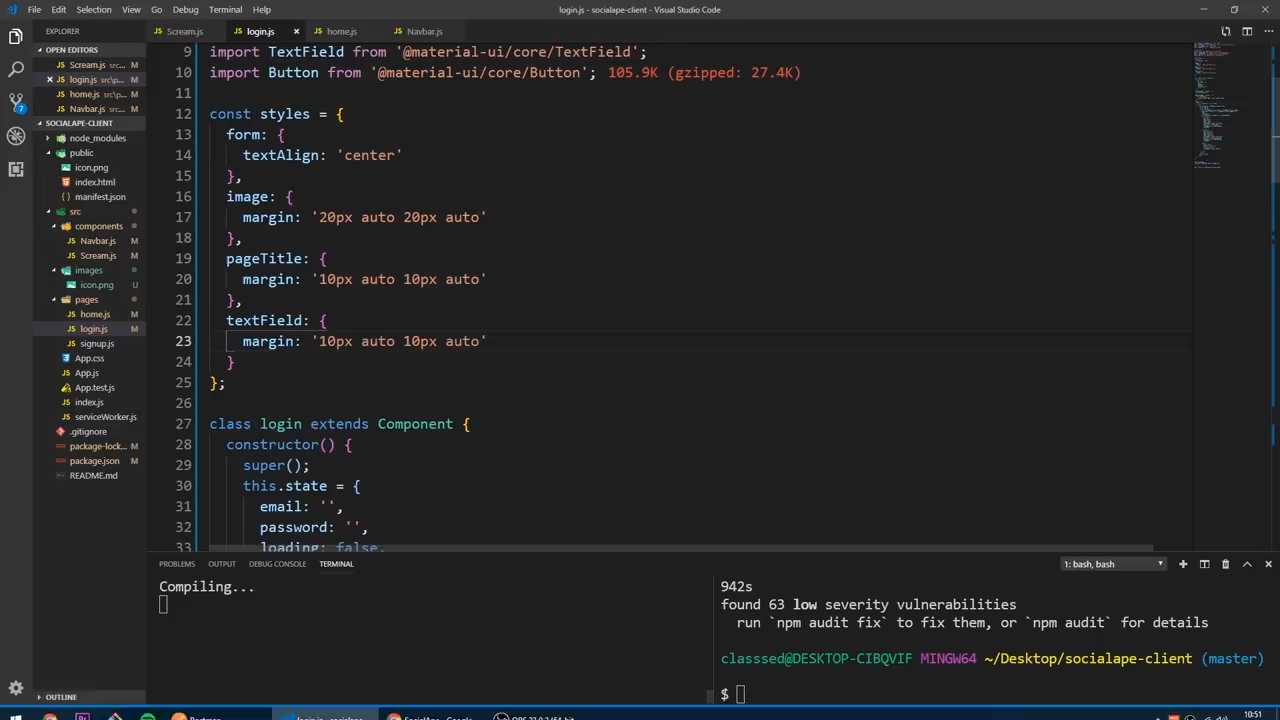 File Edit Selection View Go Debug Terminal Help
login.js - socialape-client - Visual Studio Code
EXPLORER
OPEN EDITORS
Scream.js... M
login.js src\p... M
home.js src\... M
Navbar.js... M
SOCIALAPE-CLIENT
node_modules
public
icon.png
index.html
manifest.json
src
components
Navbar.js M
Scream.js M
images
icon.png U
pages
home.js M
login.js M
signup.js M
App.css M
App.js M
App.test.js M
index.js M
serviceWorker.js M
.gitignore
package-lock... M
package.json M
README.md
OUTLINE
7
Scream.js login.js home.js Navbar.js
9 import TextField from '@material-ui/core/TextField';
10 import Button from '@material-ui/core/Button'; 105.9K (gzipped: 27.4K)
11
12 const styles = {
13 form: {
14 textAlign: 'center'
15 },
16 image: {
17 margin: '20px auto 20px auto'
18 },
19 pageTitle: {
20 margin: '10px auto 10px auto'
21 },
22 textField: {
23 margin: '10px auto 10px auto'
24 }
25 };
26
27 class login extends Component {
28 constructor() {
29 super();
30 this.state = {
31 email: '',
32 password: '',
33 loading: false,
PROBLEMS OUTPUT DEBUG CONSOLE TERMINAL
1: bash, bash
Compiling...
942s
found 63 low severity vulnerabilities
run `npm audit fix` to fix them, or `npm audit` for details
classsed@DESKTOP-CIBQVIF MINGW64 ~/Desktop/socialape-client (master)
$
10:51